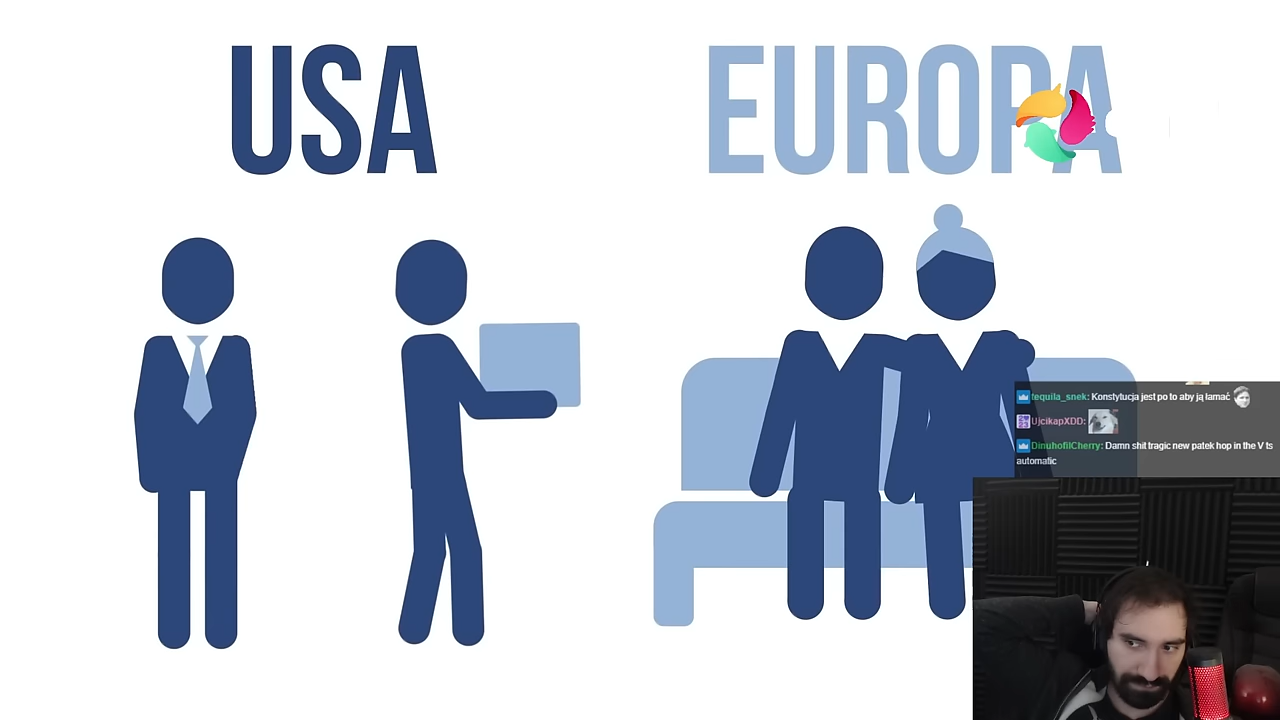 USA
EUROPA
tequila_snek: Konstytucja jest po to aby ją łamać
UjcikapXDD:
DinuhofilCherry: Damn shit tragic new patek hop in the V ts
automatic